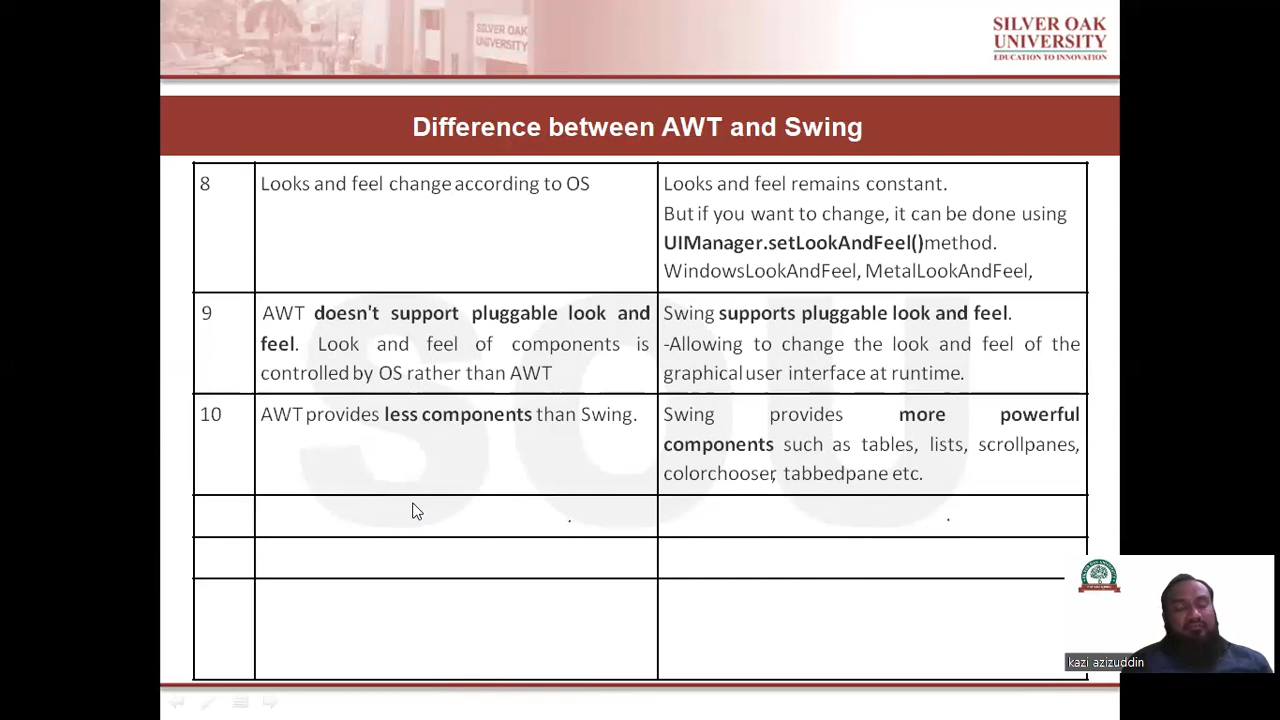 SILVER OAK
UNIVERSITY
SILVER OAK
UNIVERSITY
EDUCATION TO INNOVATION
Difference between AWT and Swing
8
Looks and feel change according to OS
Looks and feel remains constant.
But if you want to change, it can be done using
UIManager.setLookAndFeel()method.
WindowsLookAndFeel, MetalLookAndFeel,
9
AWT doesn't support pluggable look and
feel. Look and feel of components is
controlled by OS rather than AWT
Swing supports pluggable look and feel.
-Allowing to change the look and feel of the
graphical user interface at runtime.
10
AWT provides less components than Swing.
Swing provides more powerful
components such as tables, lists, scrollpanes,
colorchooser, tabbedpane etc.
.
.
SOU
kazi azizuddin